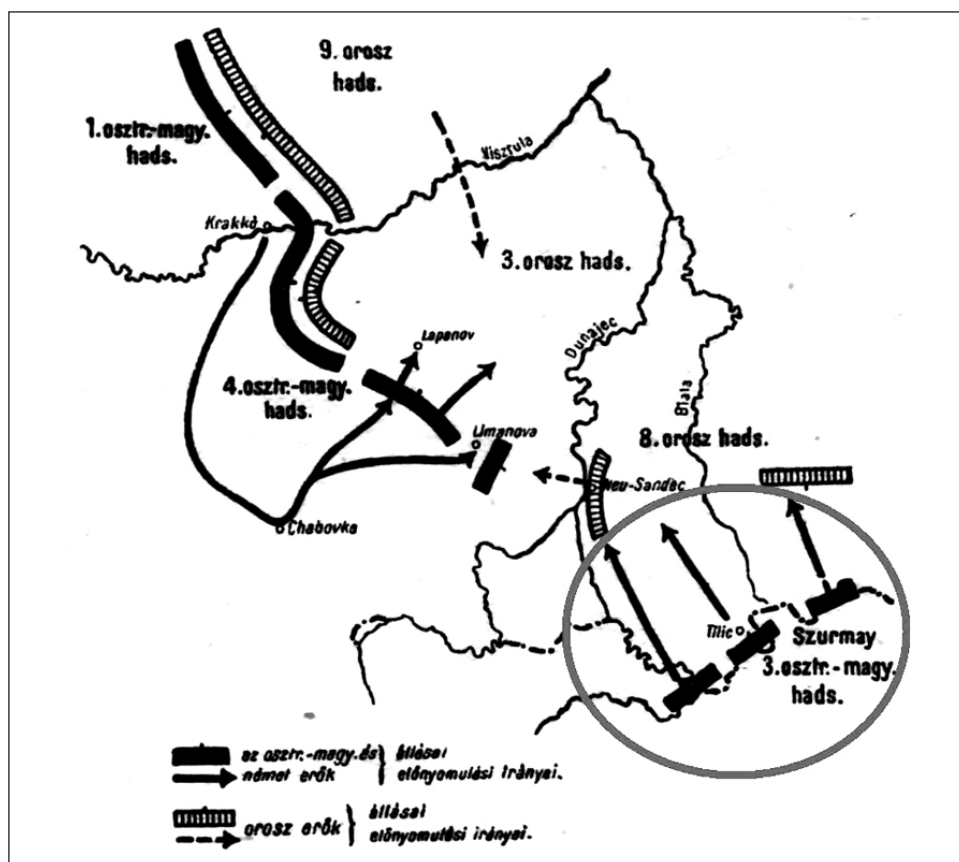 9. orosz
hads.
1. osztr.-magy.
hads.
Visztula
Krakkò
3. orosz hads.
Lapanov
Dunajec
4. osztr.-magy.
hads.
Biala
Limanova
8. orosz hads.
Neu-Sandec
Chabovka
Tilic
Szurmay
3. osztr.-magy.
hads.
az osztr.-magy. és
német erők
állásai
előnyomulási irányai.
orosz erők
állásai
előnyomulási irányai.